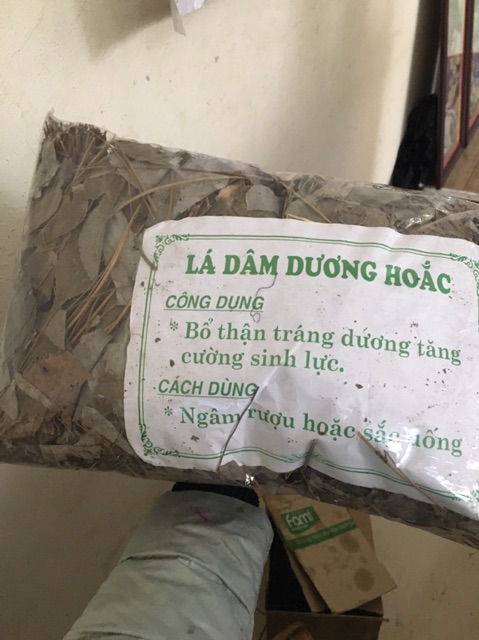 LÁ DÂM DƯƠNG HOẮC
CÔNG DỤNG
* Bổ thận tráng dương tăng
cường sinh lực.
CÁCH DÙNG
* Ngâm rượu hoặc sắc uống
Fami